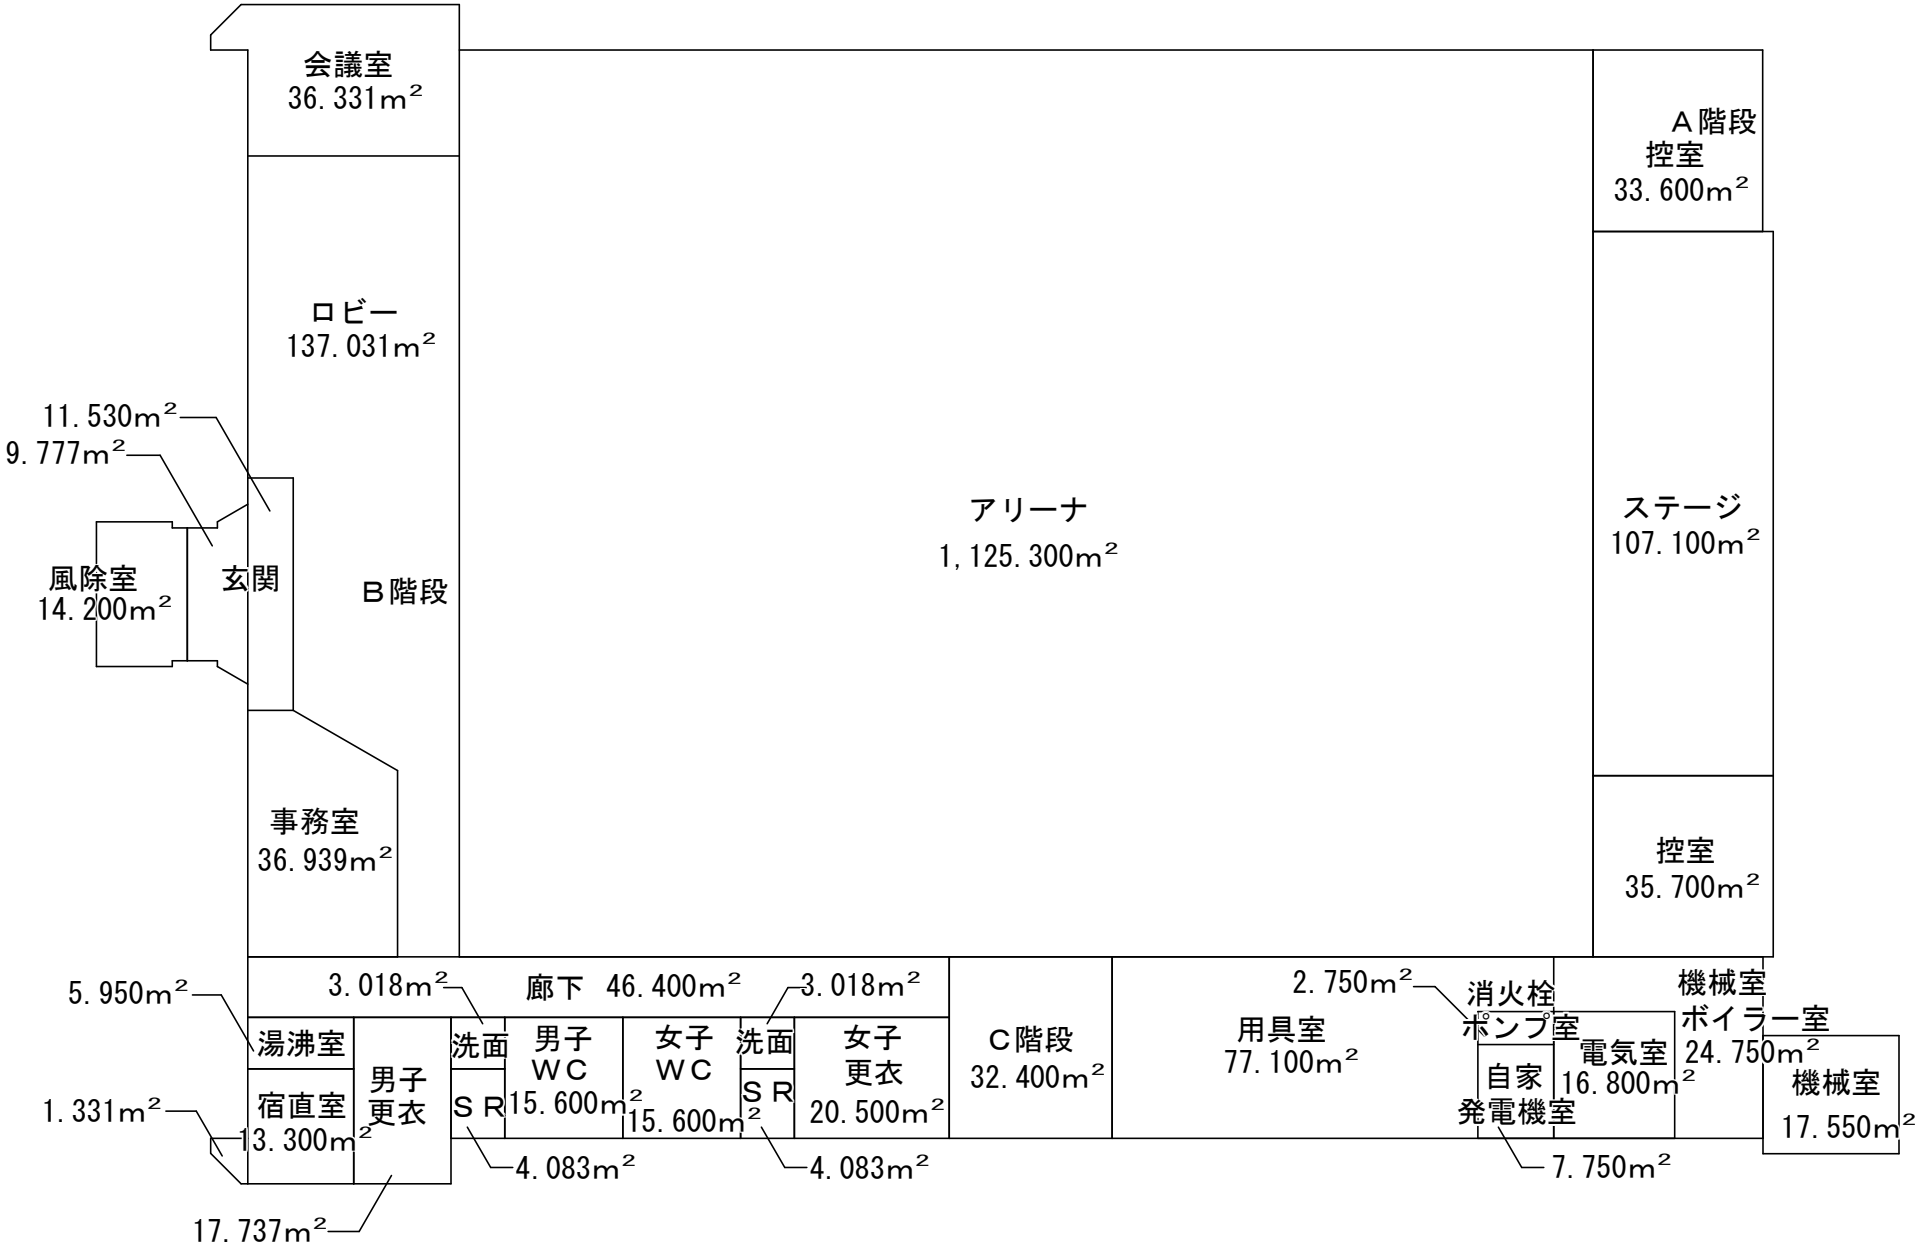 会議室
36.331m²
A階段
控室
33.600m²
ロビー
137.031m²
11.530m²
9.777m²
アリーナ
1,125.300m²
ステージ
107.100m²
風除室
14.200m²
玄関
B階段
事務室
36.939m²
控室
35.700m²
5.950m²
3.018m²
廊下 46.400m²
3.018m²
2.750m²
消火栓
ポンプ室
機械室
ボイラー室
24.750m²
湯沸室
洗面
男子
WC
15.600m²
女子
WC
15.600m²
洗面
女子
更衣
20.500m²
C階段
32.400m²
用具室
77.100m²
電気室
16.800m²
機械室
17.550m²
男子
更衣
宿直室
13.300m²
1.331m²
SR
SR
自家
発電機室
4.083m²
4.083m²
7.750m²
17.737m²